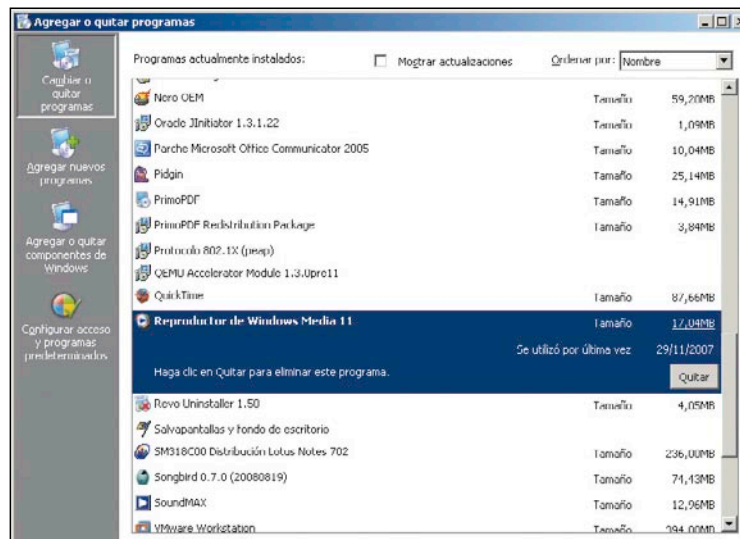 Agregar o quitar programas
Cambiar o
quitar
programas
Agregar nuevos
programas
Agregar o quitar
componentes de
Windows
Configurar acceso
y programas
predeterminados
Programas actualmente instalados:
Mostrar actualizaciones
Ordenar por: Nombre
Nero OEM Tamaño 59,20MB
Oracle JInitiator 1.3.1.22 Tamaño 1,09MB
Parche Microsoft Office Communicator 2005 Tamaño 10,04MB
Pidgin Tamaño 25,14MB
PrimoPDF Tamaño 14,91MB
PrimoPDF Redistribution Package Tamaño 3,84MB
Protocolo 802.1X (peap)
QEMU Accelerator Module 1.3.0pre11
QuickTime Tamaño 87,66MB
Reproductor de Windows Media 11 Tamaño 17,04MB
Se utilizó por última vez 29/11/2007
Haga clic en Quitar para eliminar este programa.
Quitar
Revo Uninstaller 1.50 Tamaño 4,05MB
Salvapantallas y fondo de escritorio
SM318C00 Distribución Lotus Notes 702 Tamaño 236,00MB
Songbird 0.7.0 (20080819) Tamaño 74,43MB
SoundMAX Tamaño 12,96MB
VMware Workstation Tamaño 394,00MB